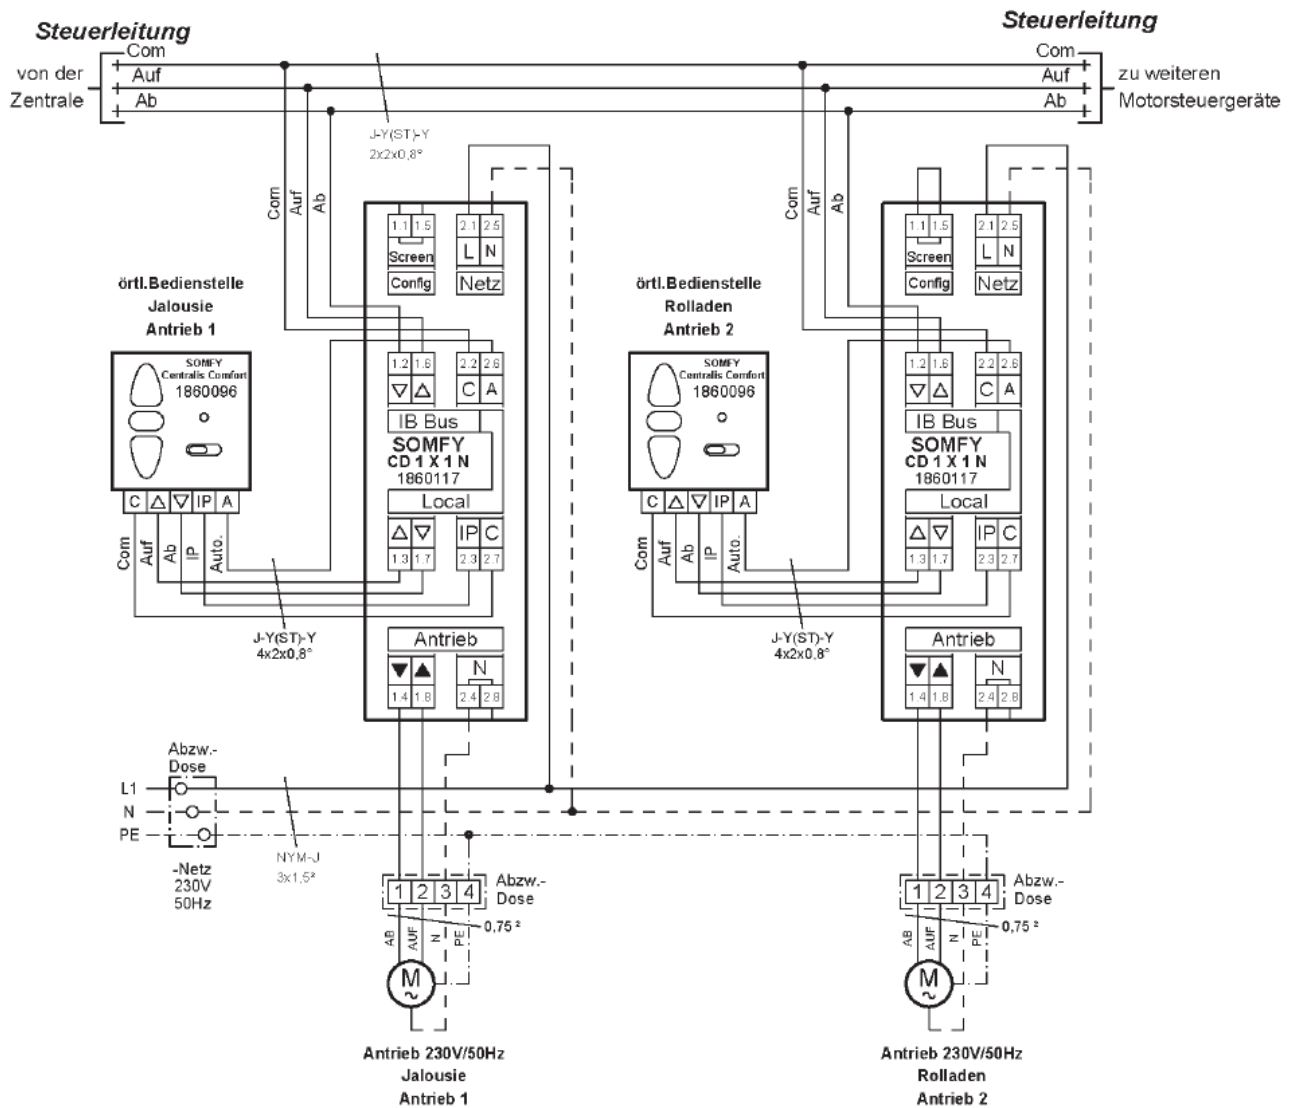 Steuerleitung
Steuerleitung
von der
Zentrale
Com
Auf
Ab
Com
Auf
Ab
zu weiteren
Motorsteuergeräte
J-Y(ST)-Y
2x2x0,8°
Com
Auf
Ab
1.1 1.5
Screen
Config
2.1 2.5
L N
Netz
örtl.Bedienstelle
Jalousie
Antrieb 1
SOMFY
Centralis Comfort
1860096
C △ ▽ IP A
Com
Auf
Ab
IP
Auto.
J-Y(ST)-Y
4x2x0,8°
1.2 1.6
▽ △
2.2 2.6
C A
IB Bus
SOMFY
CD 1 X 1 N
1860117
Local
△ ▽
1.3 1.7
IP C
2.3 2.7
Antrieb
▼ ▲
1.4 1.8
N
2.4 2.8
Com
Auf
Ab
1.1 1.5
Screen
Config
2.1 2.5
L N
Netz
örtl.Bedienstelle
Rolladen
Antrieb 2
SOMFY
Centralis Comfort
1860096
C △ ▽ IP A
Com
Auf
Ab
IP
Auto.
J-Y(ST)-Y
4x2x0,8°
1.2 1.6
▽ △
2.2 2.6
C A
IB Bus
SOMFY
CD 1 X 1 N
1860117
Local
△ ▽
1.3 1.7
IP C
2.3 2.7
Antrieb
▼ ▲
1.4 1.8
N
2.4 2.8
Abzw.-
Dose
L1
N
PE
-Netz
230V
50Hz
NYM-J
3x1,5²
1 2 3 4
Abzw.-
Dose
0,75 ²
AB
AUF
N
PE
M
~
Antrieb 230V/50Hz
Jalousie
Antrieb 1
1 2 3 4
Abzw.-
Dose
0,75 ²
AB
AUF
N
PE
M
~
Antrieb 230V/50Hz
Rolladen
Antrieb 2